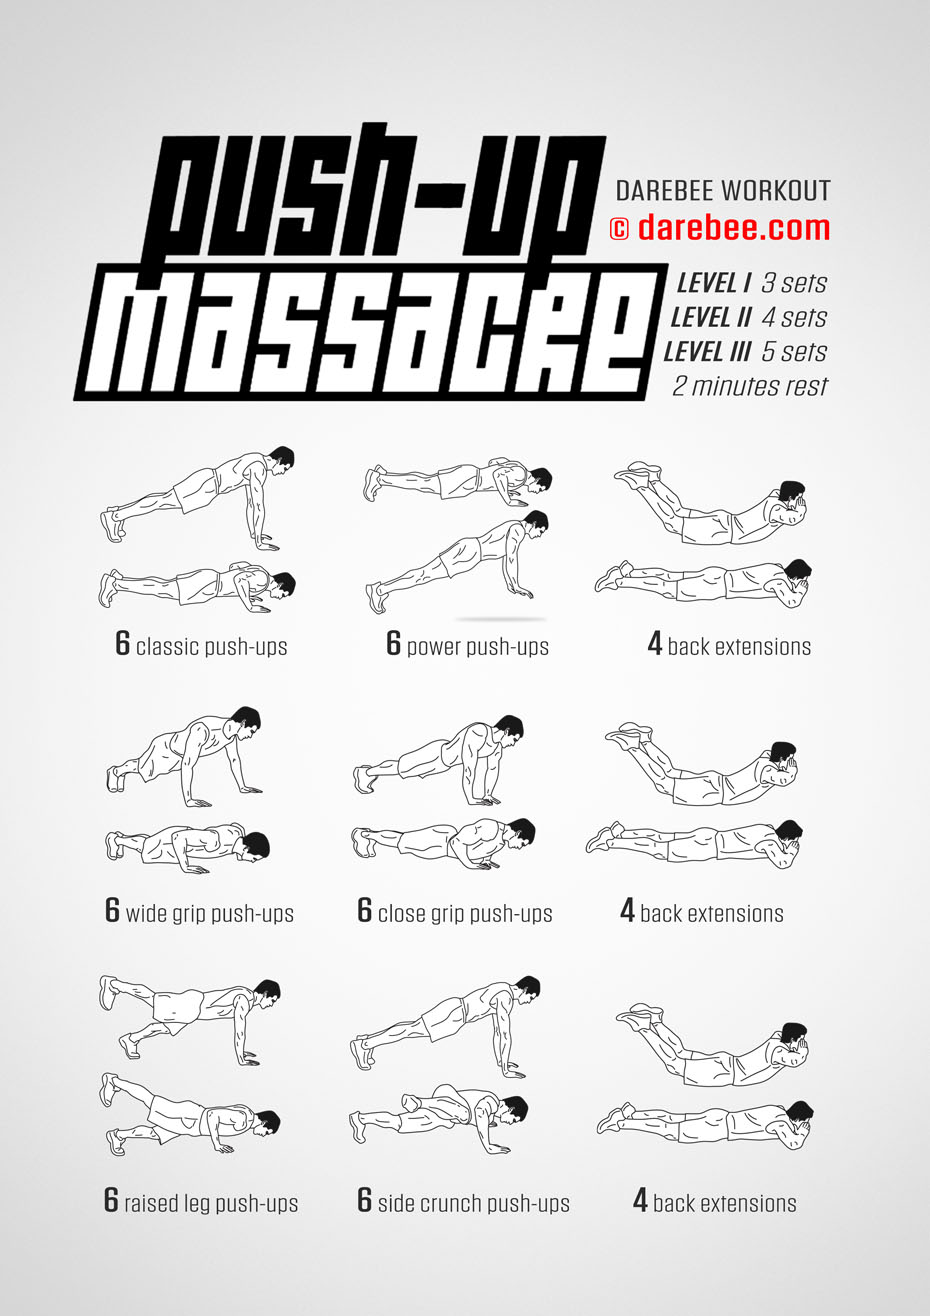 push-up
massacre
DAREBEE WORKOUT
© darebee.com
LEVEL I 3 sets
LEVEL II 4 sets
LEVEL III 5 sets
2 minutes rest
6 classic push-ups
6 power push-ups
4 back extensions
6 wide grip push-ups
6 close grip push-ups
4 back extensions
6 raised leg push-ups
6 side crunch push-ups
4 back extensions